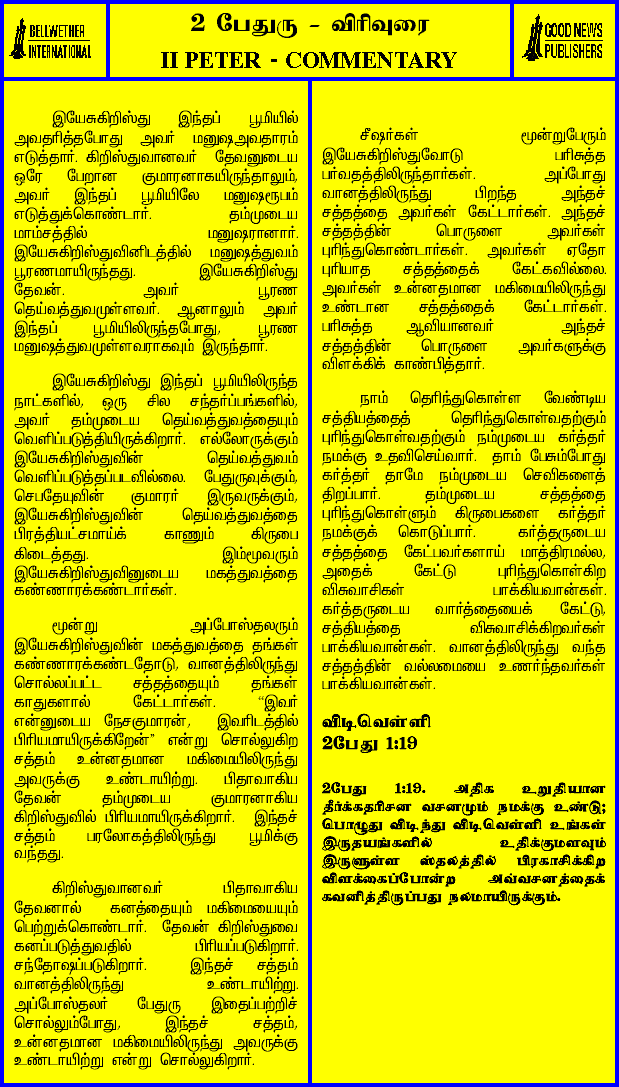 BELLWETHER
INTERNATIONAL
2 பேதுரு – விரிவுரை
II PETER - COMMENTARY
GOOD NEWS
PUBLISHERS
இயேசுகிறிஸ்து இந்தப் பூமியில்
அவதரித்தபோது அவர் மனுஷஅவதாரம்
எடுத்தார். கிறிஸ்துவானவர் தேவனுடைய
ஒரே பேறான குமாரனாகயிருந்தாலும்,
அவர் இந்தப் பூமியிலே மனுஷரூபம்
எடுத்துக்கொண்டார். தம்முடைய
மாம்சத்தில் மனுஷரானார்.
இயேசுகிறிஸ்துவினிடத்தில் மனுஷத்துவம்
பூரணமாயிருந்தது. இயேசுகிறிஸ்து
தேவன். அவர் பூரண
தெய்வத்துவமுள்ளவர். ஆனாலும் அவர்
இந்தப் பூமியிலிருந்தபோது, பூரண
மனுஷத்துவமுள்ளவராகவும் இருந்தார்.
இயேசுகிறிஸ்து இந்தப் பூமியிலிருந்த
நாட்களில், ஒரு சில சந்தர்ப்பங்களில்,
அவர் தம்முடைய தெய்வத்துவத்தையும்
வெளிப்படுத்தியிருக்கிறார். எல்லோருக்கும்
இயேசுகிறிஸ்துவின் தெய்வத்துவம்
வெளிப்படுத்தப்படவில்லை. பேதுருவுக்கும்,
செபதேயுவின் குமாரர் இருவருக்கும்,
இயேசுகிறிஸ்துவின் தெய்வத்துவத்தை
பிரத்தியட்சமாய்க் காணும் கிருபை
கிடைத்தது. இம்மூவரும்
இயேசுகிறிஸ்துவினுடைய மகத்துவத்தை
கண்ணாரக்கண்டார்கள்.
மூன்று அப்போஸ்தலரும்
இயேசுகிறிஸ்துவின் மகத்துவத்தை தங்கள்
கண்ணாரக்கண்டதோடு, வானத்திலிருந்து
சொல்லப்பட்ட சத்தத்தையும் தங்கள்
காதுகளால் கேட்டார்கள். “இவர்
என்னுடைய நேசகுமாரன், இவரிடத்தில்
பிரியமாயிருக்கிறேன்” என்று சொல்லுகிற
சத்தம் உன்னதமான மகிமையிலிருந்து
அவருக்கு உண்டாயிற்று. பிதாவாகிய
தேவன் தம்முடைய குமாரனாகிய
கிறிஸ்துவில் பிரியமாயிருக்கிறார். இந்தச்
சத்தம் பரலோகத்திலிருந்து பூமிக்கு
வந்தது.
கிறிஸ்துவானவர் பிதாவாகிய
தேவனால் கனத்தையும் மகிமையையும்
பெற்றுக்கொண்டார். தேவன் கிறிஸ்துவை
கனப்படுத்துவதில் பிரியப்படுகிறார்.
சந்தோஷப்படுகிறார். இந்தச் சத்தம்
வானத்திலிருந்து உண்டாயிற்று.
அப்போஸ்தலர் பேதுரு இதைப்பற்றிச்
சொல்லும்போது, இந்தச் சத்தம்,
உன்னதமான மகிமையிலிருந்து அவருக்கு
உண்டாயிற்று என்று சொல்லுகிறார்.
சீஷர்கள் மூன்றுபேரும்
இயேசுகிறிஸ்துவோடு பரிசுத்த
பர்வதத்திலிருந்தார்கள். அப்போது
வானத்திலிருந்து பிறந்த அந்தச்
சத்தத்தை அவர்கள் கேட்டார்கள். அந்தச்
சத்தத்தின் பொருளை அவர்கள்
புரிந்துகொண்டார்கள். அவர்கள் ஏதோ
புரியாத சத்தத்தைக் கேட்கவில்லை.
அவர்கள் உன்னதமான மகிமையிலிருந்து
உண்டான சத்தத்தைக் கேட்டார்கள்.
பரிசுத்த ஆவியானவர் அந்தச்
சத்தத்தின் பொருளை அவர்களுக்கு
விளக்கிக் காண்பித்தார்.
நாம் தெரிந்துகொள்ள வேண்டிய
சத்தியத்தைத் தெரிந்துகொள்வதற்கும்
புரிந்துகொள்வதற்கும் நம்முடைய கர்த்தர்
நமக்கு உதவிசெய்வார். தாம் பேசும்போது
கர்த்தர் தாமே நம்முடைய செவிகளைத்
திறப்பார். தம்முடைய சத்தத்தை
புரிந்துகொள்ளும் கிருபைகளை கர்த்தர்
நமக்குக் கொடுப்பார். கர்த்தருடைய
சத்தத்தை கேட்பவர்களாய் மாத்திரமல்ல,
அதைக் கேட்டு புரிந்துகொள்கிற
விசுவாசிகள் பாக்கியவான்கள்.
கர்த்தருடைய வார்த்தையைக் கேட்டு,
சத்தியத்தை விசுவாசிக்கிறவர்கள்
பாக்கியவான்கள். வானத்திலிருந்து வந்த
சத்தத்தின் வல்லமையை உணர்ந்தவர்கள்
பாக்கியவான்கள்.
விடிவெள்ளி
2பேது 1:19
2பேது 1:19. அதிக உறுதியான
தீர்க்கதரிசன வசனமும் நமக்கு உண்டு;
பொழுது விடிந்து விடிவெள்ளி உங்கள்
இருதயங்களில் உதிக்குமளவும்
இருளுள்ள ஸ்தலத்தில் பிரகாசிக்கிற
விளக்கைப்போன்ற அவ்வசனத்தைக்
கவனித்திருப்பது நலமாயிருக்கும்.